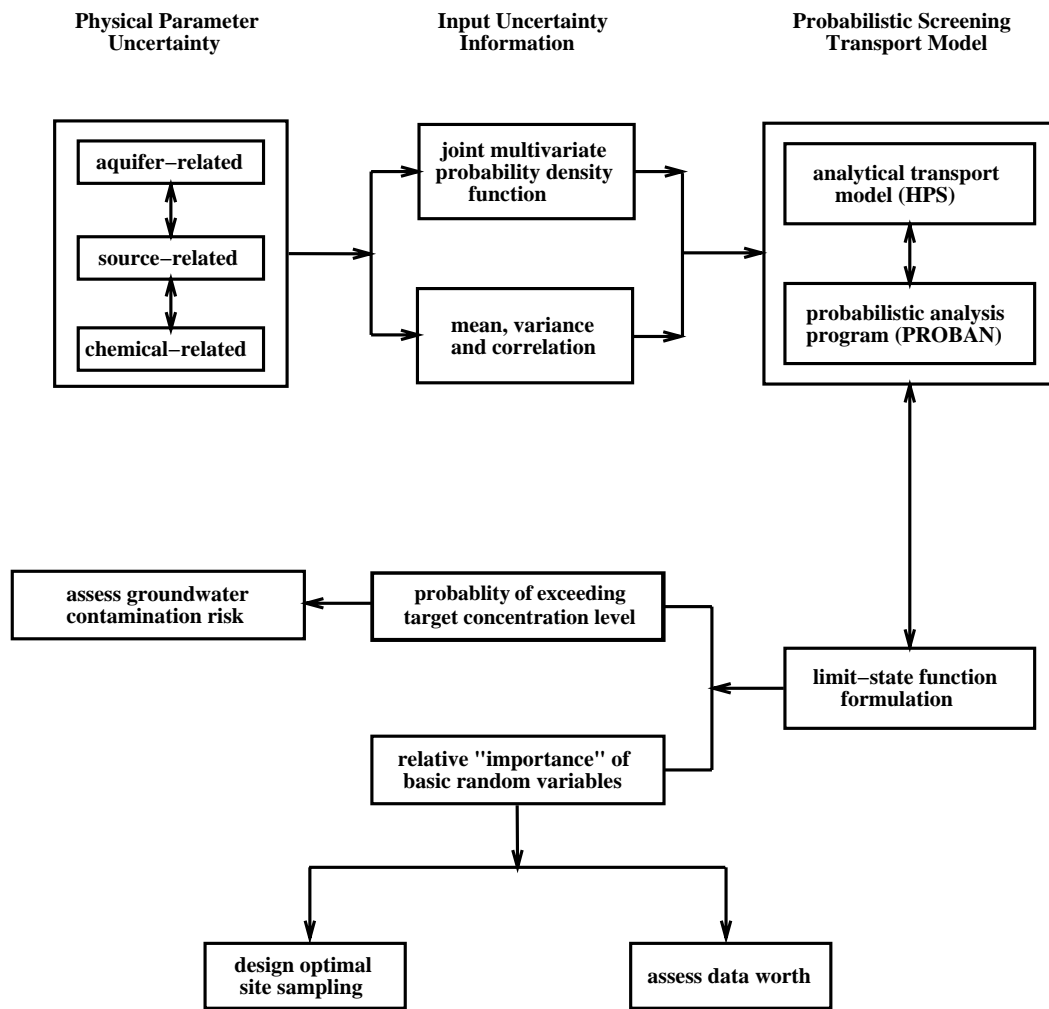 Physical Parameter
Uncertainty
Input Uncertainty
Information
Probabilistic Screening
Transport Model
aquifer−related
source−related
chemical−related
joint multivariate
probability density
function
mean, variance
and correlation
analytical transport
model (HPS)
probabilistic analysis
program (PROBAN)
assess groundwater
contamination risk
probablity of exceeding
target concentration level
limit−state function
formulation
relative "importance" of
basic random variables
design optimal
site sampling
assess data worth